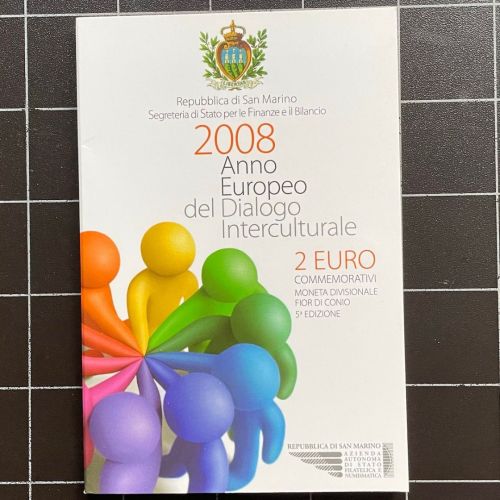 LIBERTAS
Repubblica di San Marino
Segreteria di Stato per le Finanze e il Bilancio
2008
Anno
Europeo
del Dialogo
Interculturale
2 EURO
COMMEMORATIVI
MONETA DIVISIONALE
FIOR DI CONIO
5ª EDIZIONE
REPUBBLICA DI SAN MARINO
AZIENDA
AUTONOMA
DI STATO
FILATELICA E
NUMISMATICA